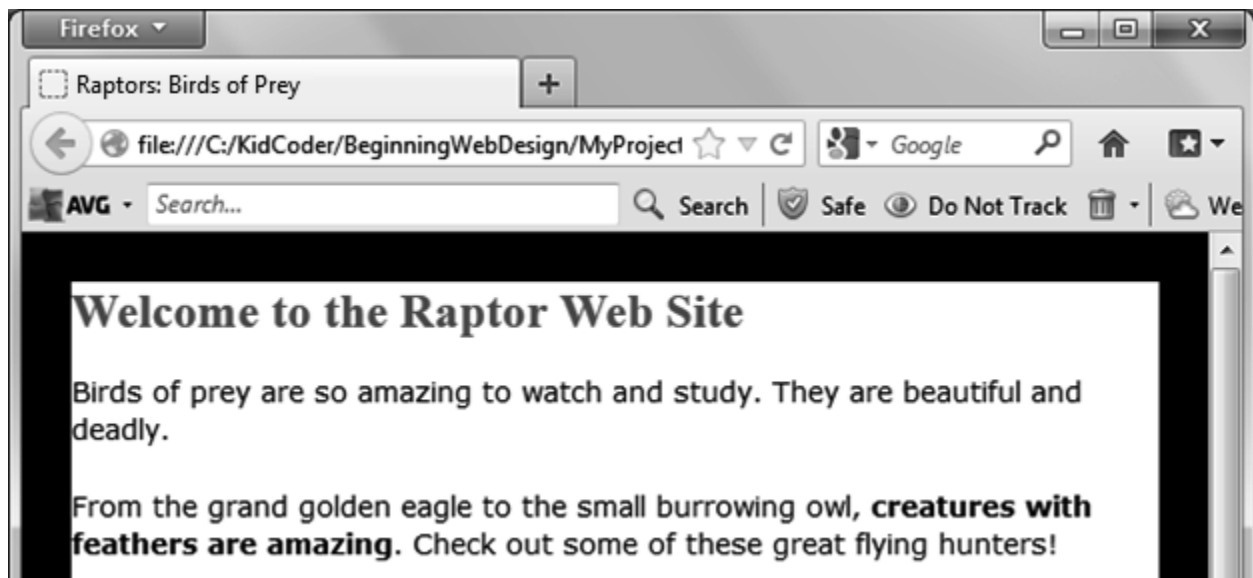 Firefox
Raptors: Birds of Prey
file:///C:/KidCoder/BeginningWebDesign/MyProject
Google
AVG
Search...
Search
Safe
Do Not Track
We
Welcome to the Raptor Web Site
Birds of prey are so amazing to watch and study. They are beautiful and
deadly.
From the grand golden eagle to the small burrowing owl, creatures with
feathers are amazing. Check out some of these great flying hunters!